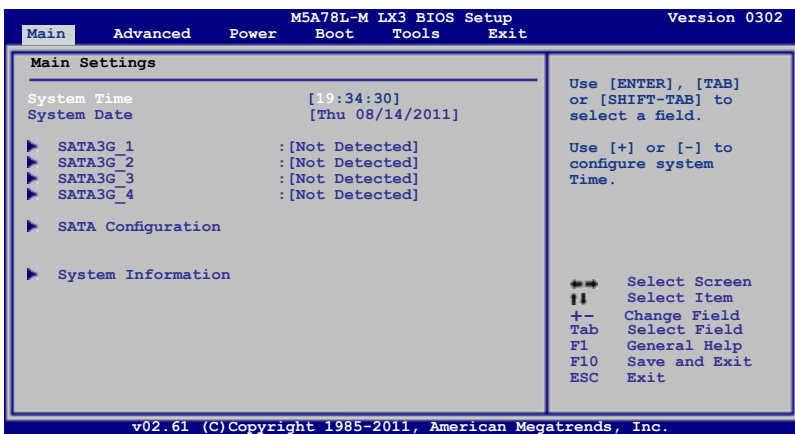 M5A78L-M LX3 BIOS Setup Version 0302
Main Advanced Power Boot Tools Exit
Main Settings
System Time [19:34:30]
System Date [Thu 08/14/2011]
SATA3G_1 :[Not Detected]
SATA3G_2 :[Not Detected]
SATA3G_3 :[Not Detected]
SATA3G_4 :[Not Detected]
SATA Configuration
System Information
Use [ENTER], [TAB]
or [SHIFT-TAB] to
select a field.
Use [+] or [-] to
configure system
Time.
←→ Select Screen
↑↓ Select Item
+- Change Field
Tab Select Field
F1 General Help
F10 Save and Exit
ESC Exit
v02.61 (C)Copyright 1985-2011, American Megatrends, Inc.